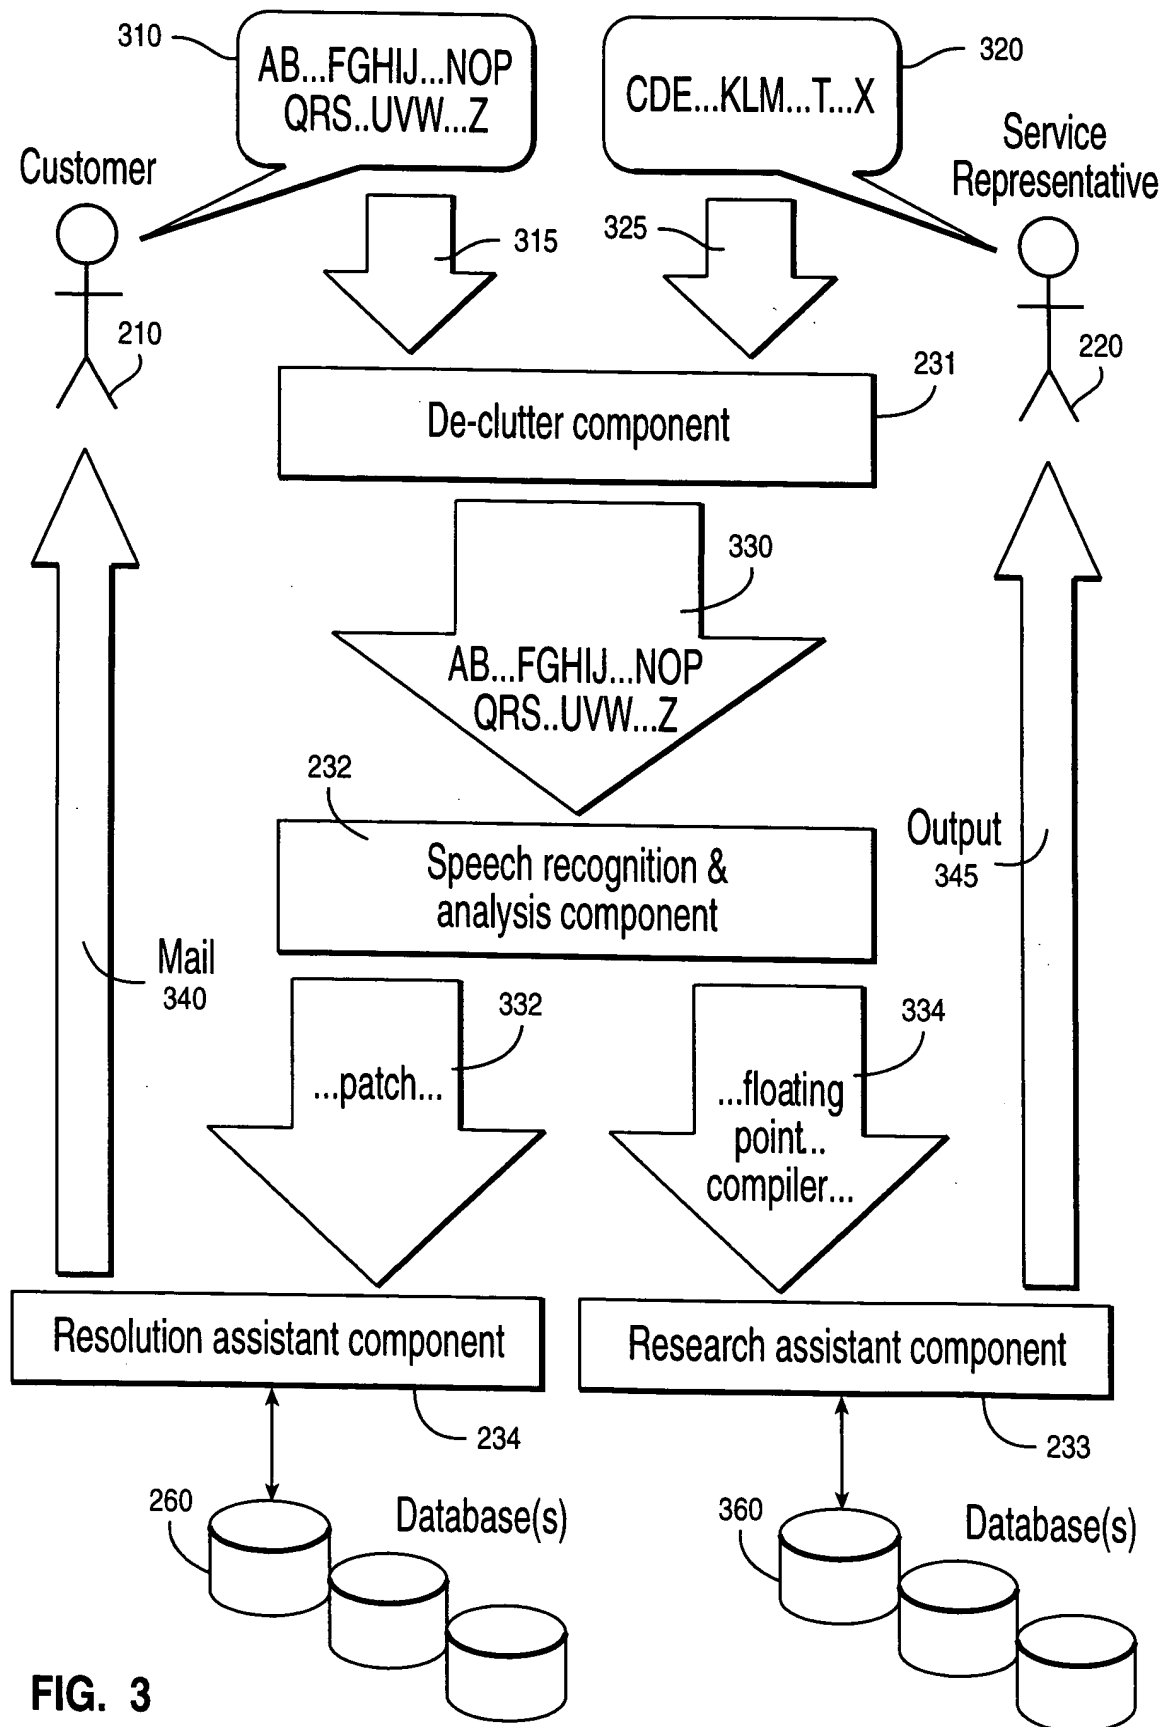 310
AB...FGHIJ...NOP
QRS..UVW...Z
CDE...KLM...T...X
320
Customer
Service
Representative
315
325
210
220
231
De-clutter component
330
AB...FGHIJ...NOP
QRS..UVW...Z
232
Speech recognition &
analysis component
Output
345
Mail
340
332
...patch...
334
...floating
point...
compiler...
Resolution assistant component
Research assistant component
234
233
260
Database(s)
360
Database(s)
FIG. 3